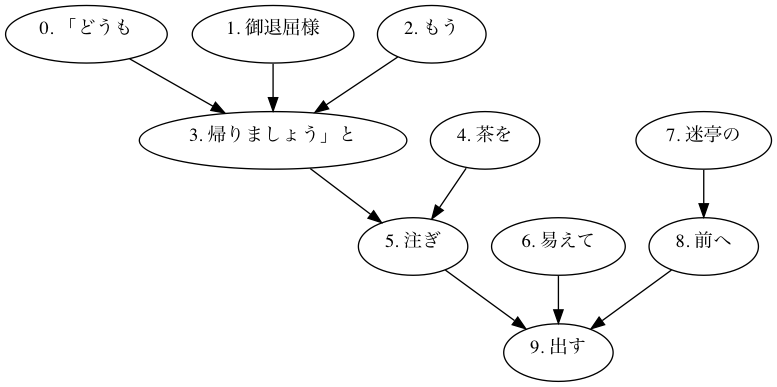 0. 「どうも
1. 御退屈様
2. もう
3. 帰りましょう」と
4. 茶を
7. 迷亭の
5. 注ぎ
6. 易えて
8. 前へ
9. 出す